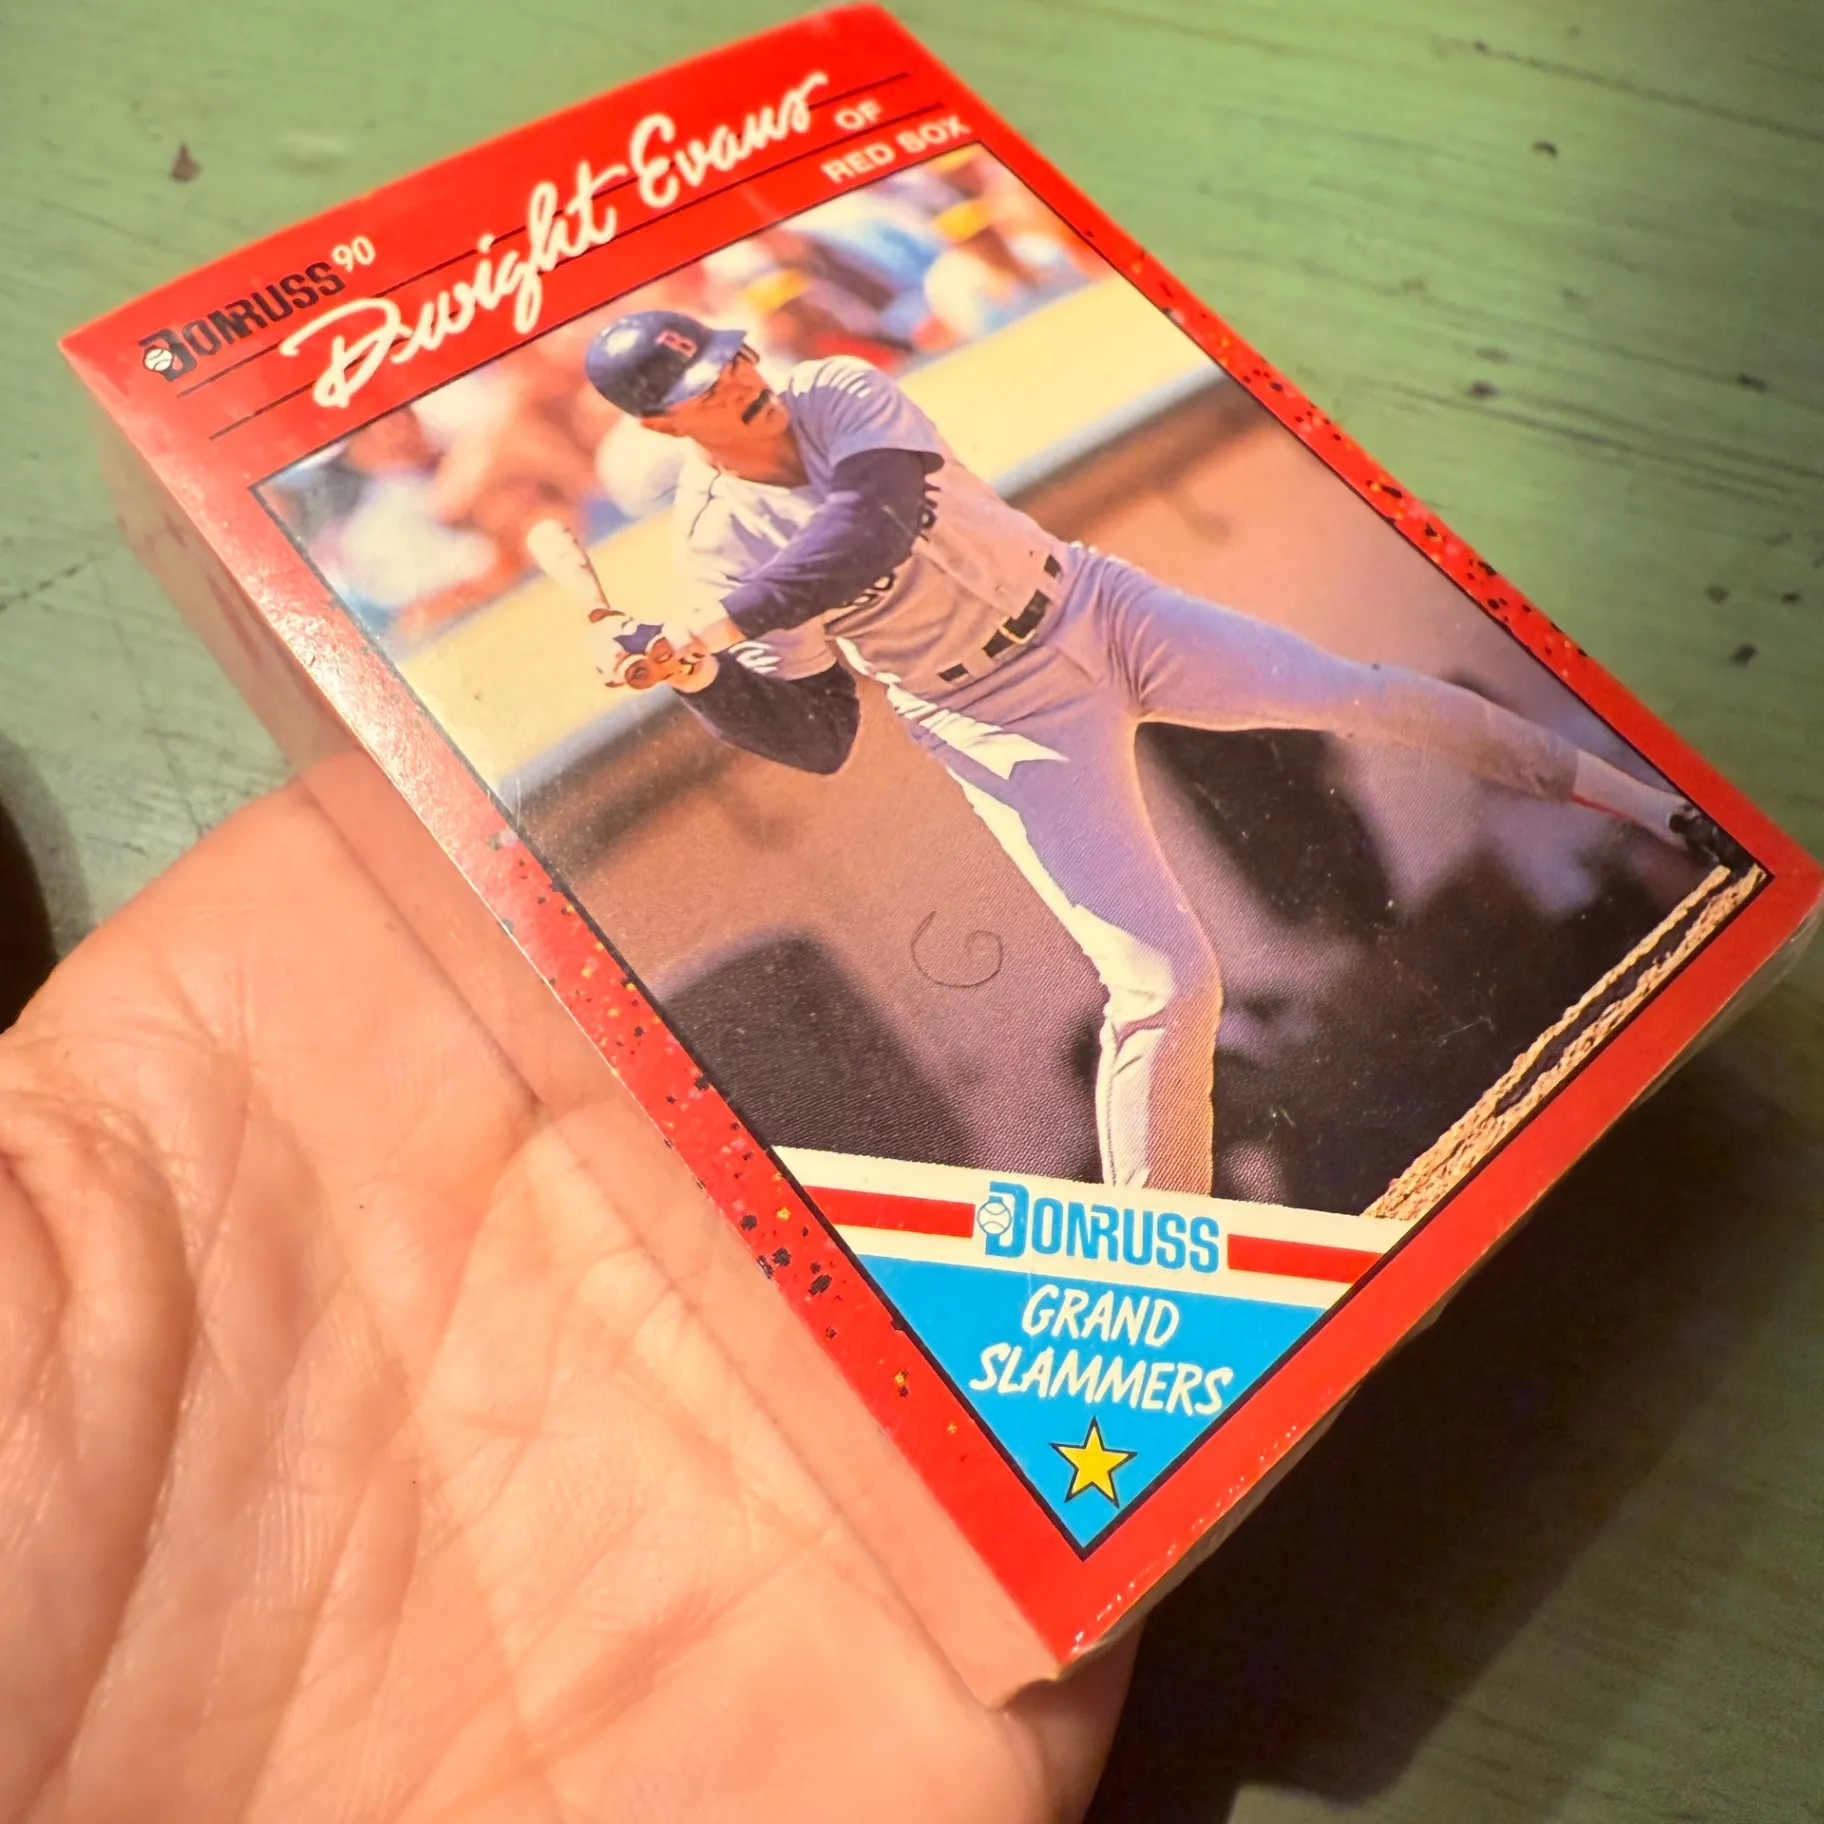 DONRUSS 90
Dwight Evans OF
RED SOX
B
DONRUSS
GRAND
SLAMMERS